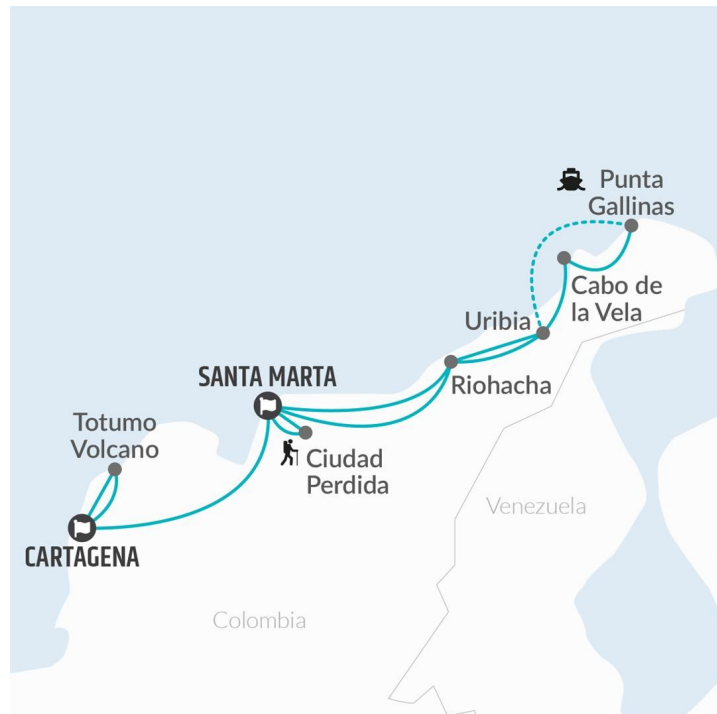 Punta
Gallinas
Cabo de
la Vela
Uribia
SANTA MARTA
Riohacha
Totumo
Volcano
Ciudad
Perdida
Venezuela
CARTAGENA
Colombia